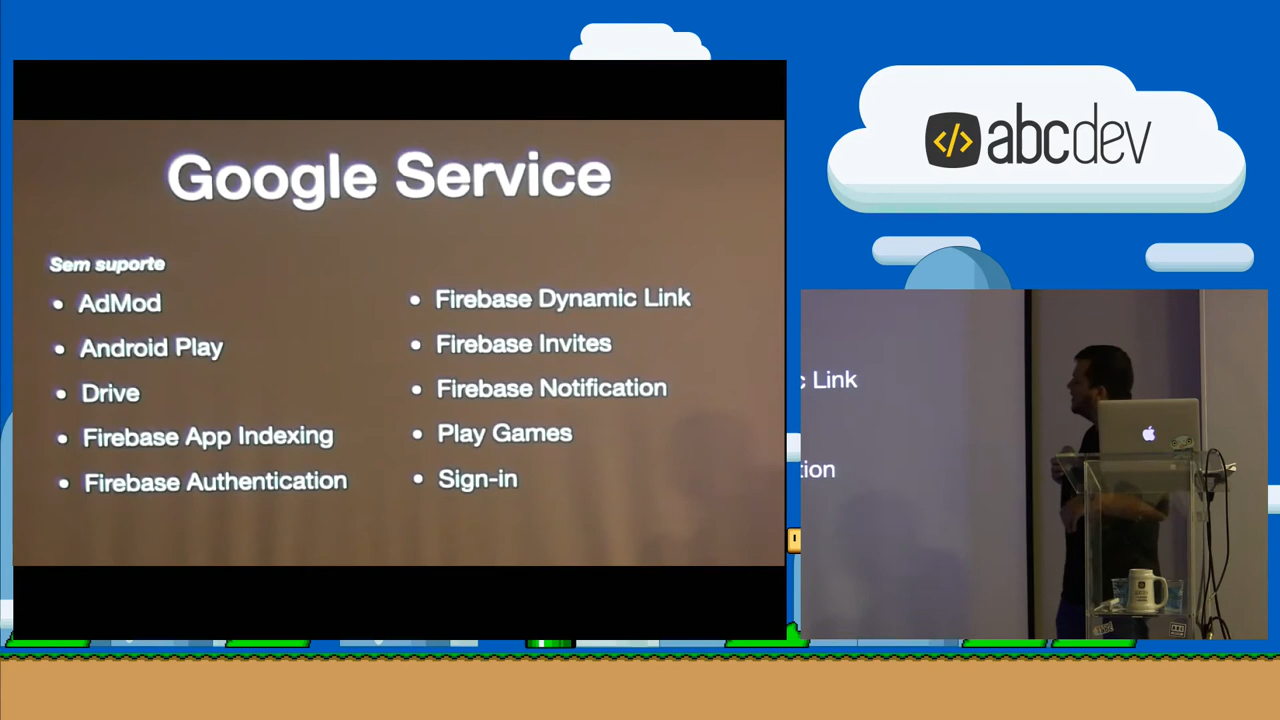 Google Service
Sem suporte
• AdMod
• Android Play
• Drive
• Firebase App Indexing
• Firebase Authentication
• Firebase Dynamic Link
• Firebase Invites
• Firebase Notification
• Play Games
• Sign-in
</> abcdev
c Link
tion